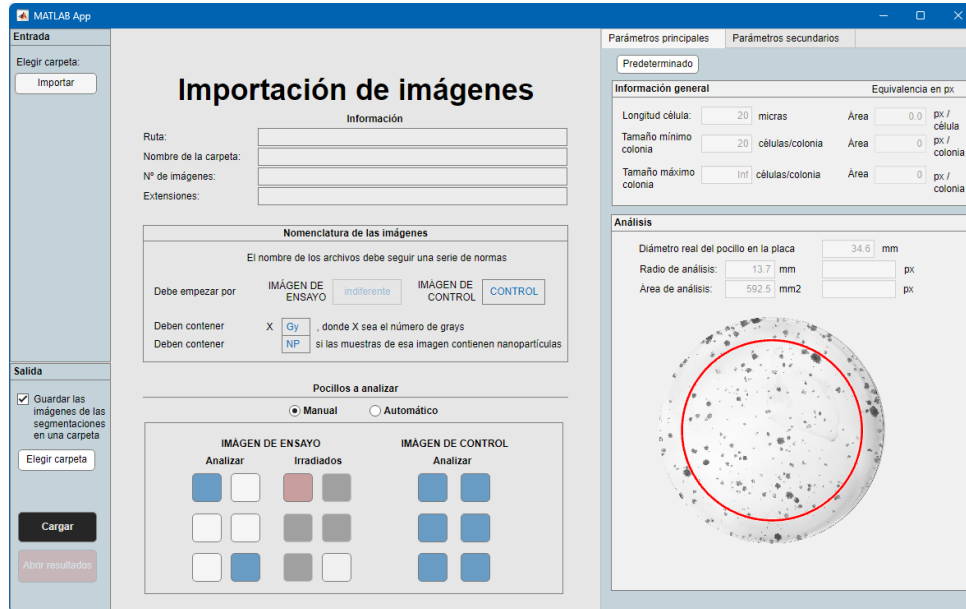 MATLAB App
Entrada
Elegir carpeta:
Importar
Salida
Guardar las
imágenes de las
segmentaciones
en una carpeta
Elegir carpeta
Cargar
Abrir resultados
Importación de imágenes
Información
Ruta:
Nombre de la carpeta:
Nº de imágenes:
Extensiones:
Nomenclatura de las imágenes
El nombre de los archivos debe seguir una serie de normas
Debe empezar por
IMÁGEN DE
ENSAYO
indiferente
IMÁGEN DE
CONTROL
CONTROL
Deben contener X Gy , donde X sea el número de grays
Deben contener NP si las muestras de esa imagen contienen nanopartículas
Pocillos a analizar
Manual Automático
IMÁGEN DE ENSAYO IMÁGEN DE CONTROL
Analizar Irradiados Analizar
Parámetros principales Parámetros secundarios
Predeterminado
Información general Equivalencia en px
Longitud célula: 20 micras Área 0.0 px /
célula
Tamaño mínimo
colonia
20 células/colonia Área 0 px /
colonia
Tamaño máximo
colonia
Inf células/colonia Área 0 px /
colonia
Análisis
Diámetro real del pocillo en la placa 34.6 mm
Radio de análisis: 13.7 mm px
Área de análisis: 592.5 mm2 px